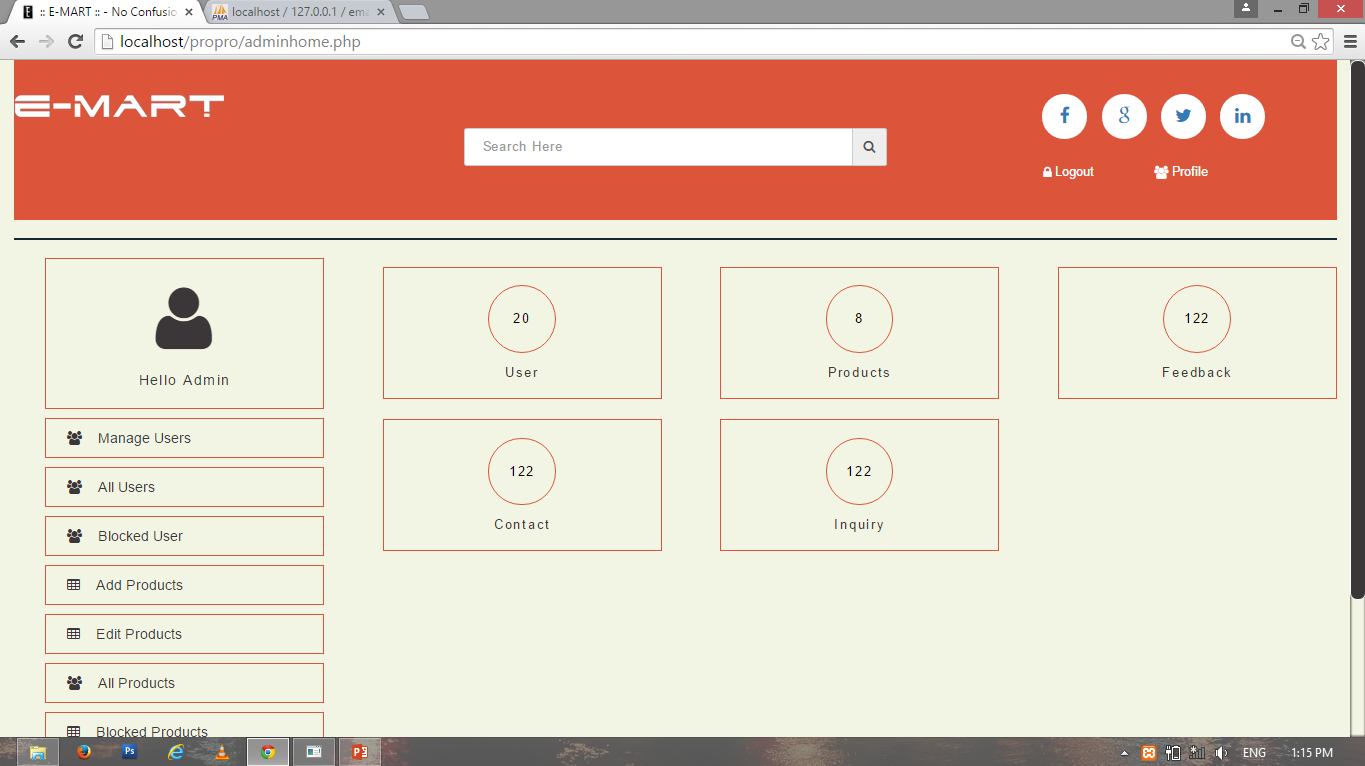 :: E-MART :: - No Confusio
localhost / 127.0.0.1 / ema
localhost/propro/adminhome.php
E-MART
Search Here
Logout
Profile
Hello Admin
Manage Users
All Users
Blocked User
Add Products
Edit Products
All Products
Blocked Products
20
User
8
Products
122
Feedback
122
Contact
122
Inquiry
ENG
1:15 PM